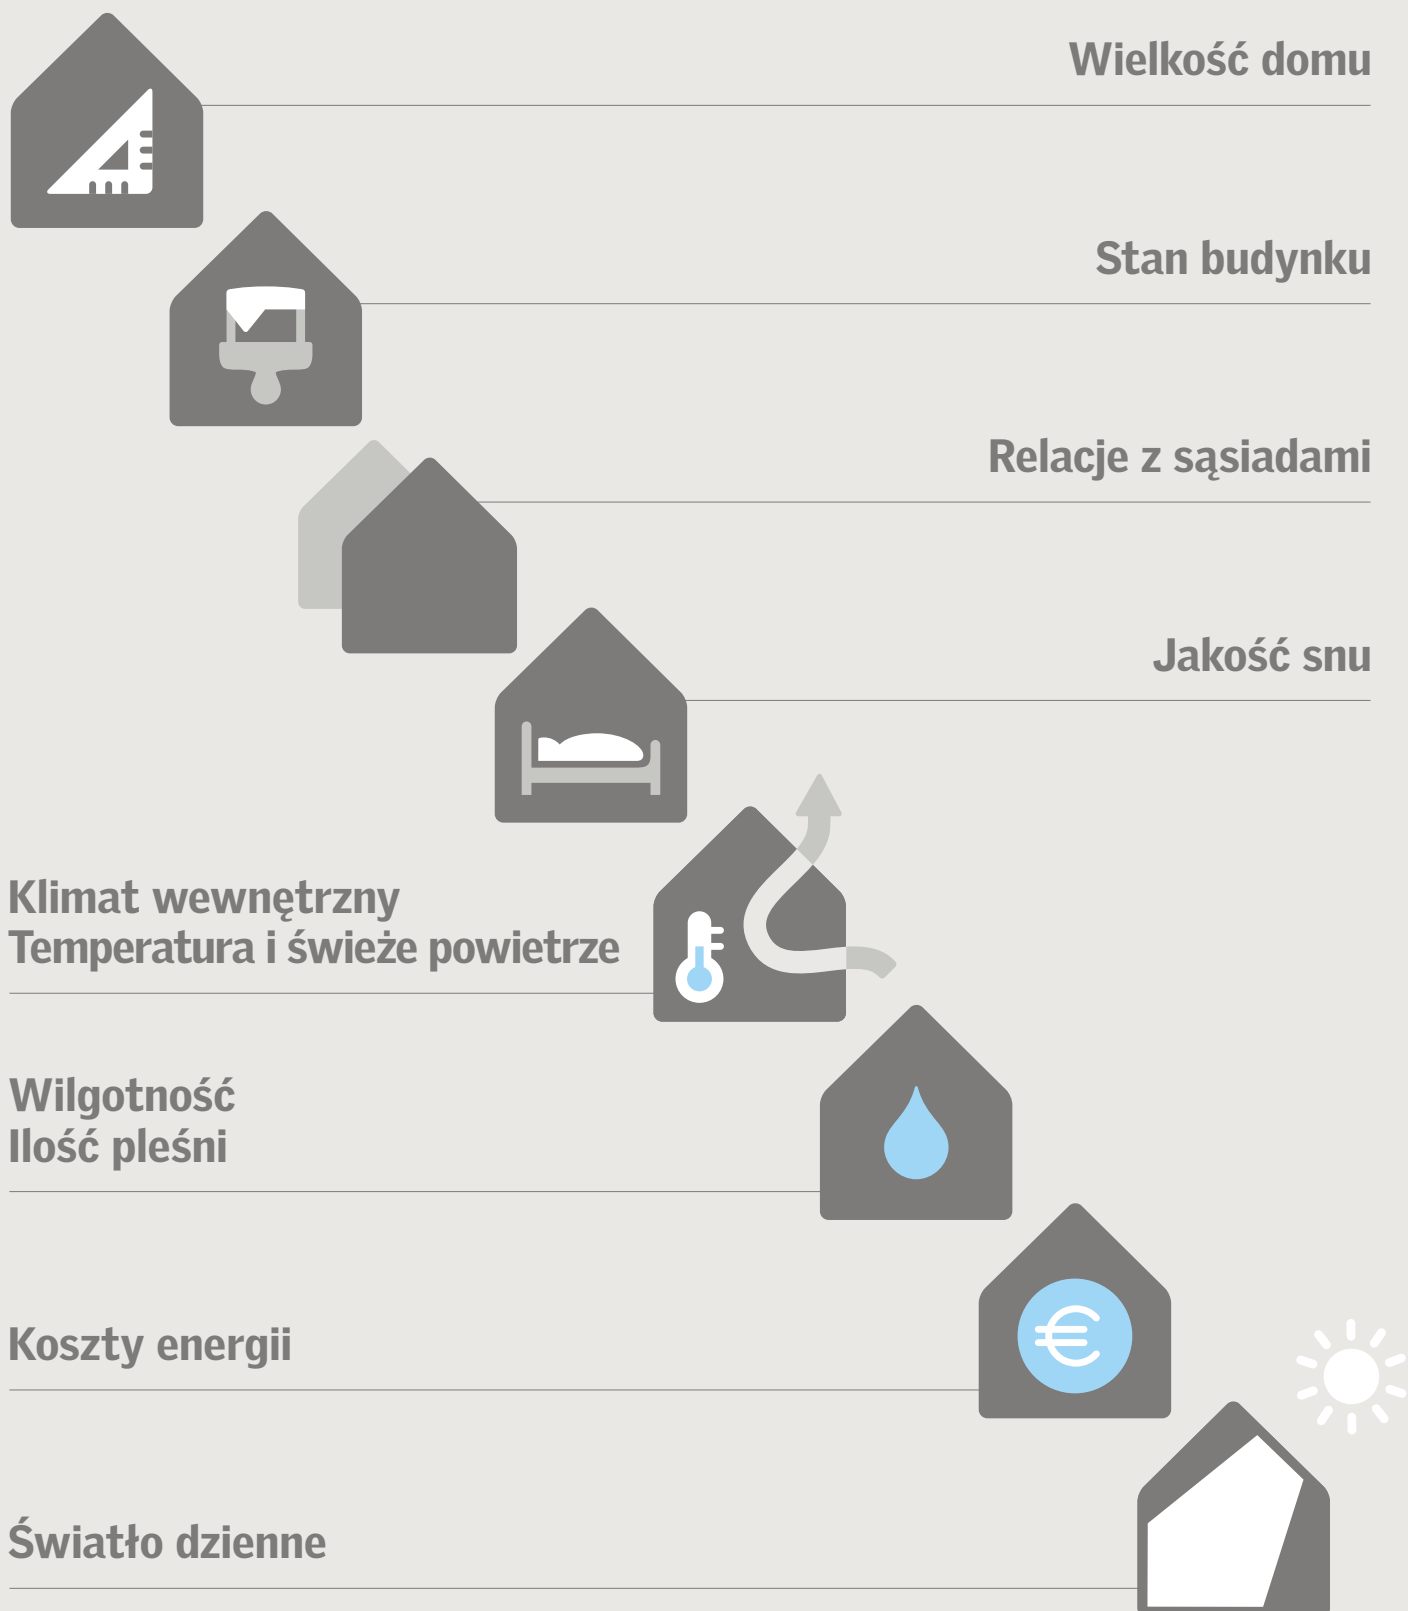 Wielkość domu
Stan budynku
Relacje z sąsiadami
Jakość snu
Klimat wewnętrzny
Temperatura i świeże powietrze
Wilgotność
Ilość pleśni
Koszty energii
Światło dzienne